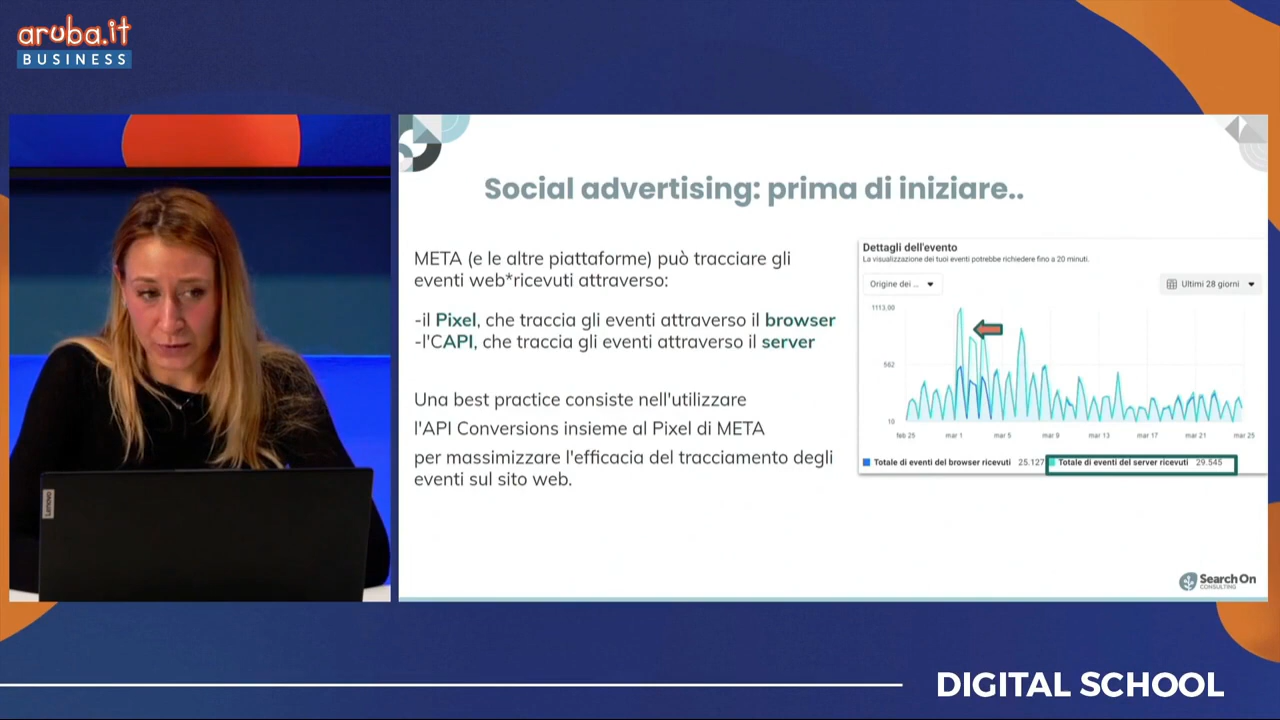 aruba.it
BUSINESS
Social advertising: prima di iniziare..
META (e le altre piattaforme) può tracciare gli
eventi web*ricevuti attraverso:
-il Pixel, che traccia gli eventi attraverso il browser
-l'CAPI, che traccia gli eventi attraverso il server
Una best practice consiste nell'utilizzare
l'API Conversions insieme al Pixel di META
per massimizzare l'efficacia del tracciamento degli
eventi sul sito web.
Dettagli dell'evento
La visualizzazione dei tuoi eventi potrebbe richiedere fino a 20 minuti.
Origine dei ...
Ultimi 28 giorni
1113.00
562
10
feb 25 mar 1 mar 5 mar 9 mar 13 mar 17 mar 21 mar 25
Totale di eventi del browser ricevuti 25.127 Totale di eventi del server ricevuti 29.545
Search On
CONSULTING
Lenovo
DIGITAL SCHOOL